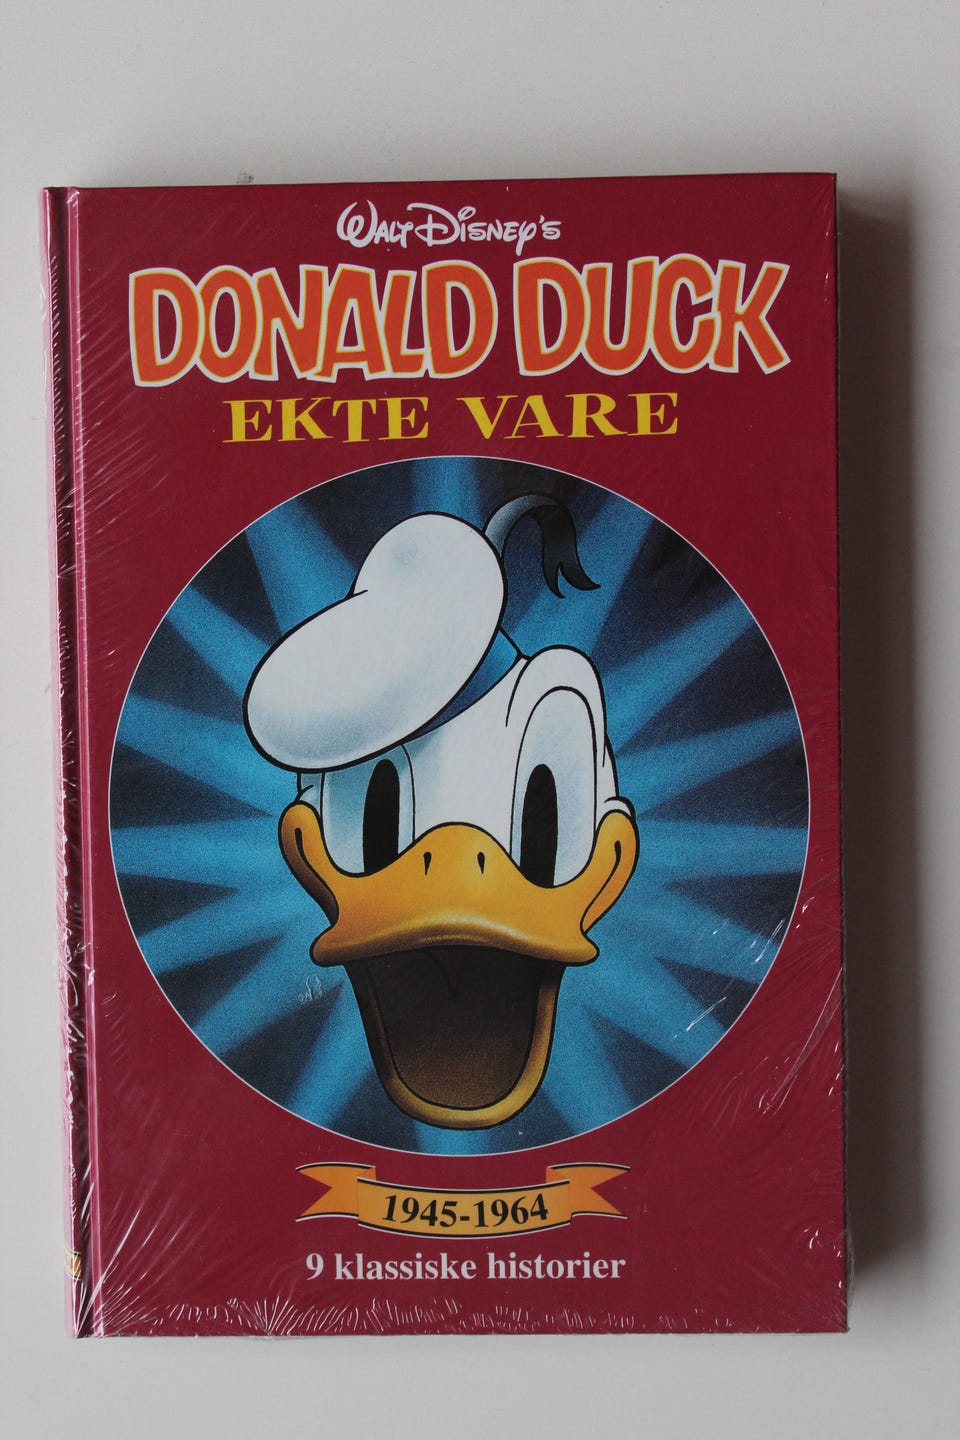 WALT DISNEY'S
DONALD DUCK
EKTE VARE
1945-1964
9 klassiske historier